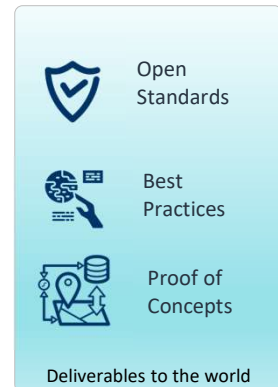 Open
Standards
Best
Practices
Proof of
Concepts
Deliverables to the world